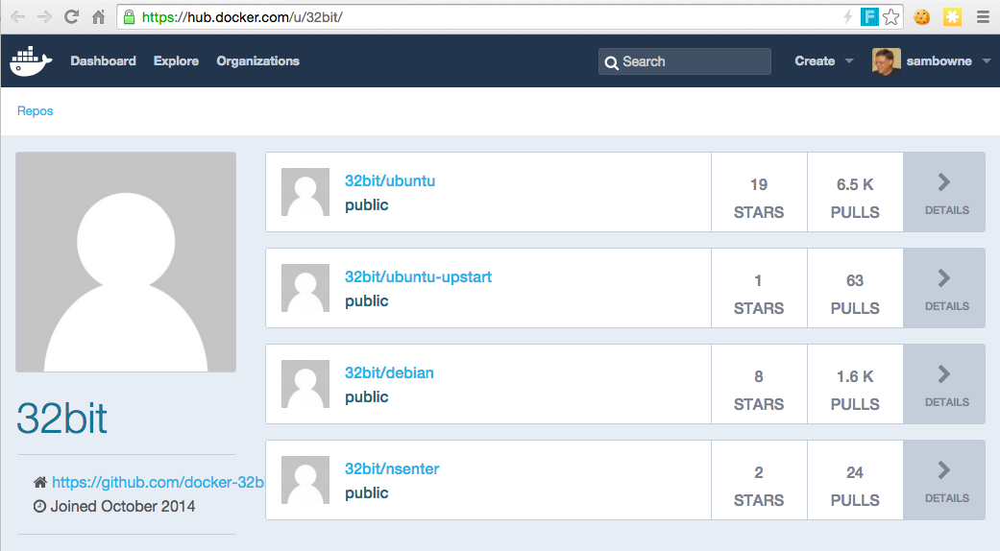 https://hub.docker.com/u/32bit/
F
Dashboard Explore Organizations Search Create sambowne
Repos
32bit/ubuntu
public
19
STARS
6.5 K
PULLS
DETAILS
32bit/ubuntu-upstart
public
1
STARS
63
PULLS
DETAILS
32bit/debian
public
8
STARS
1.6 K
PULLS
DETAILS
32bit/nsenter
public
2
STARS
24
PULLS
DETAILS
32bit
https://github.com/docker-32b
Joined October 2014